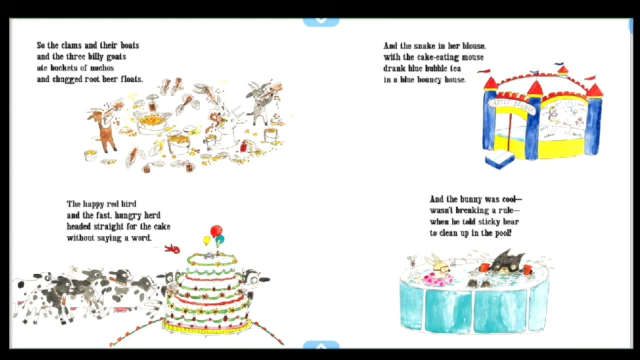 So the clams and their boats
and the three billy goats
ate buckets of nachos
and chugged root beer floats.
The happy red bird
and the fast, hungry herd
headed straight for the cake
without saying a word.
And the snake in her blouse,
with the cake-eating mouse
drank blue bubble tea
in a blue bouncy house.
And the bunny was cool—
wasn't breaking a rule—
when he told sticky bear
to clean up in the pool!